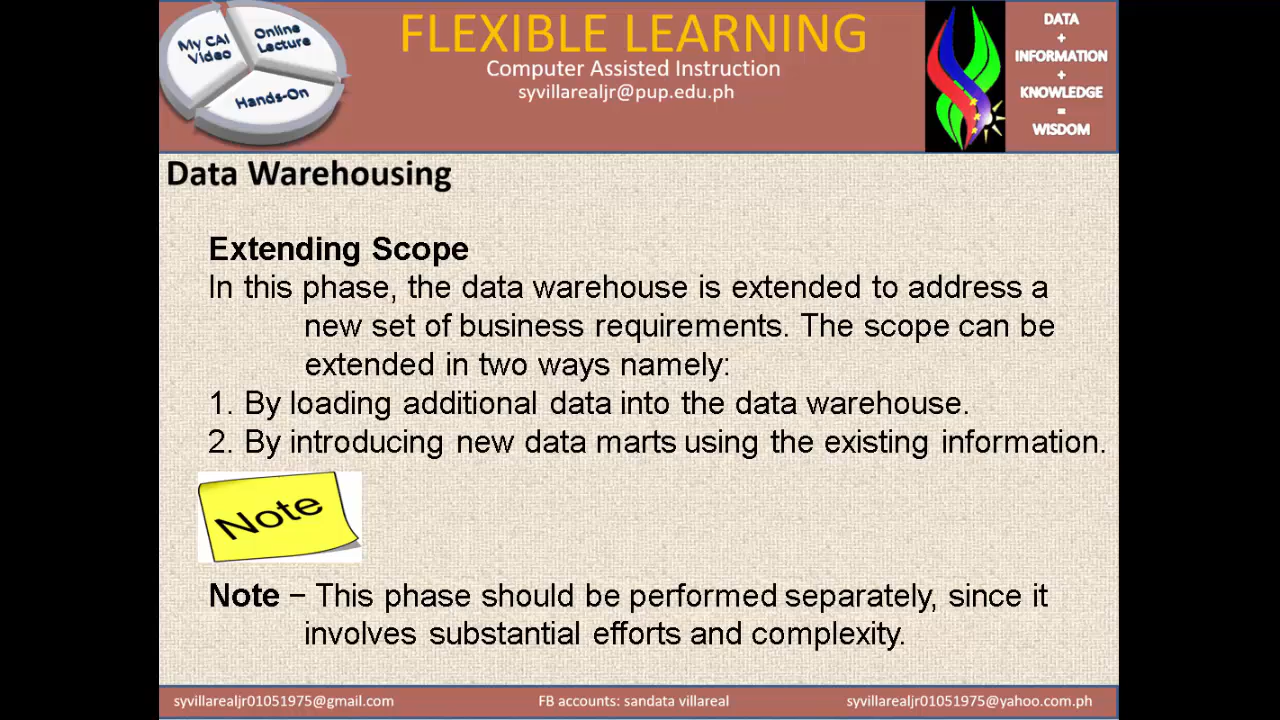 My CAI
Video
Online
Lecture
Hands-On
FLEXIBLE LEARNING
Computer Assisted Instruction
syvillarealjr@pup.edu.ph
DATA
+
INFORMATION
+
KNOWLEDGE
=
WISDOM
Data Warehousing
Extending Scope
In this phase, the data warehouse is extended to address a
new set of business requirements. The scope can be
extended in two ways namely:
1. By loading additional data into the data warehouse.
2. By introducing new data marts using the existing information.
Note
Note − This phase should be performed separately, since it
involves substantial efforts and complexity.
syvillarealjr01051975@gmail.com
FB accounts: sandata villareal
syvillarealjr01051975@yahoo.com.ph